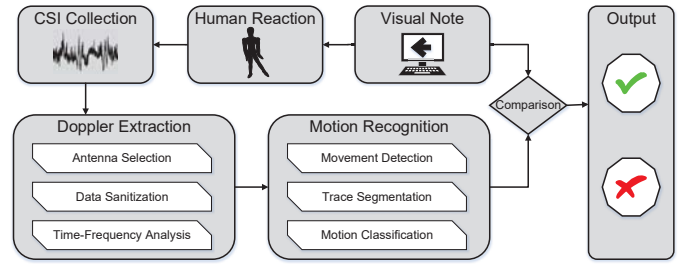 CSI Collection
Human Reaction
Visual Note
Output
Comparison
Doppler Extraction
Antenna Selection
Data Sanitization
Time-Frequency Analysis
Motion Recognition
Movement Detection
Trace Segmentation
Motion Classification